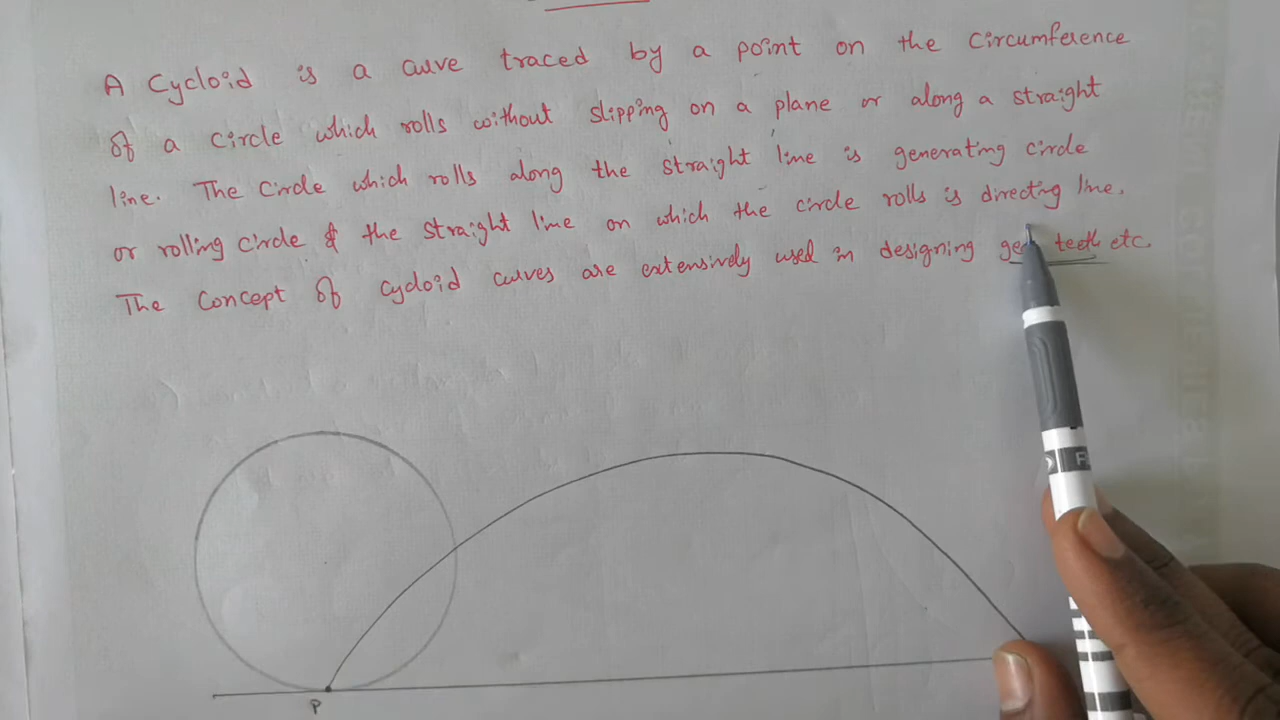 A Cycloid is a curve traced by a point on the circumference
of a circle which rolls without slipping on a plane or along a straight
line. The circle which rolls along the straight line is generating circle
or rolling circle & the straight line on which the circle rolls is directing line.
The concept of cycloid curves are extensively used in designing teeth etc.
P